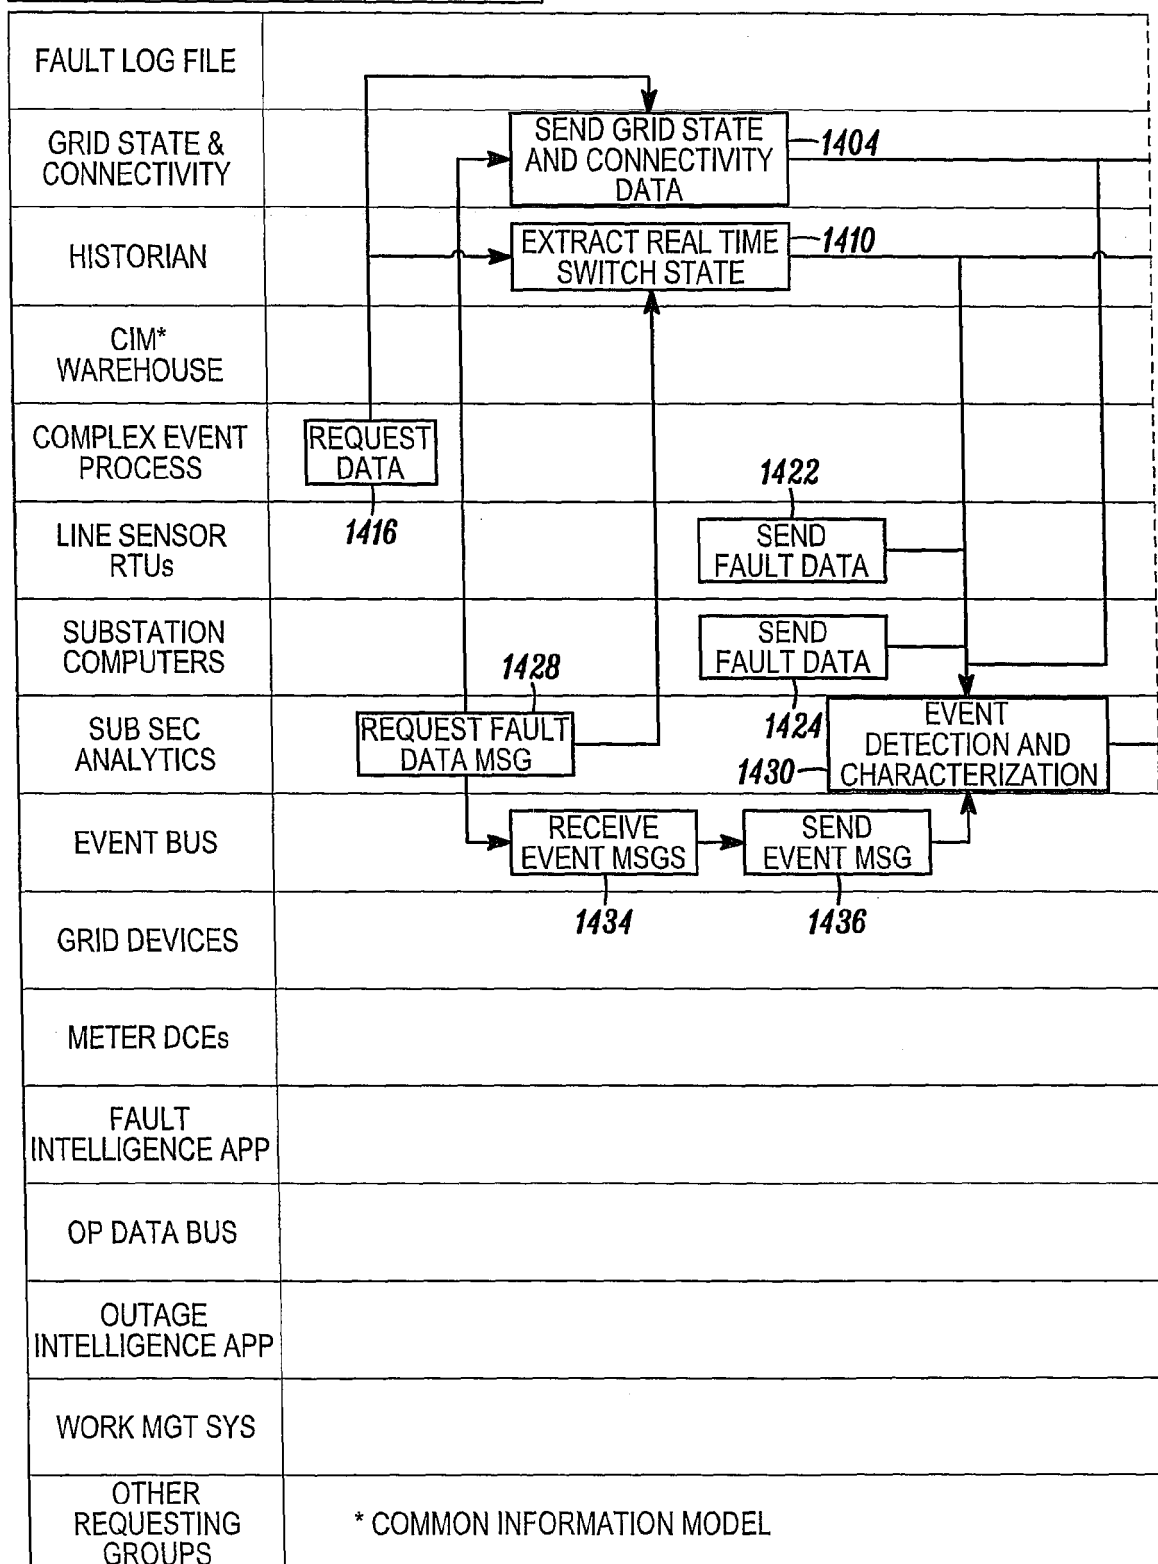 FAULT LOG FILE
GRID STATE &
CONNECTIVITY
SEND GRID STATE
AND CONNECTIVITY
DATA
1404
HISTORIAN
EXTRACT REAL TIME
SWITCH STATE
1410
CIM*
WAREHOUSE
COMPLEX EVENT
PROCESS
REQUEST
DATA
1416
LINE SENSOR
RTUs
1422
SEND
FAULT DATA
SUBSTATION
COMPUTERS
SEND
FAULT DATA
1424
SUB SEC
ANALYTICS
1428
REQUEST FAULT
DATA MSG
EVENT
DETECTION AND
CHARACTERIZATION
1430
EVENT BUS
RECEIVE
EVENT MSGS
1434
SEND
EVENT MSG
1436
GRID DEVICES
METER DCEs
FAULT
INTELLIGENCE APP
OP DATA BUS
OUTAGE
INTELLIGENCE APP
WORK MGT SYS
OTHER
REQUESTING
GROUPS
* COMMON INFORMATION MODEL